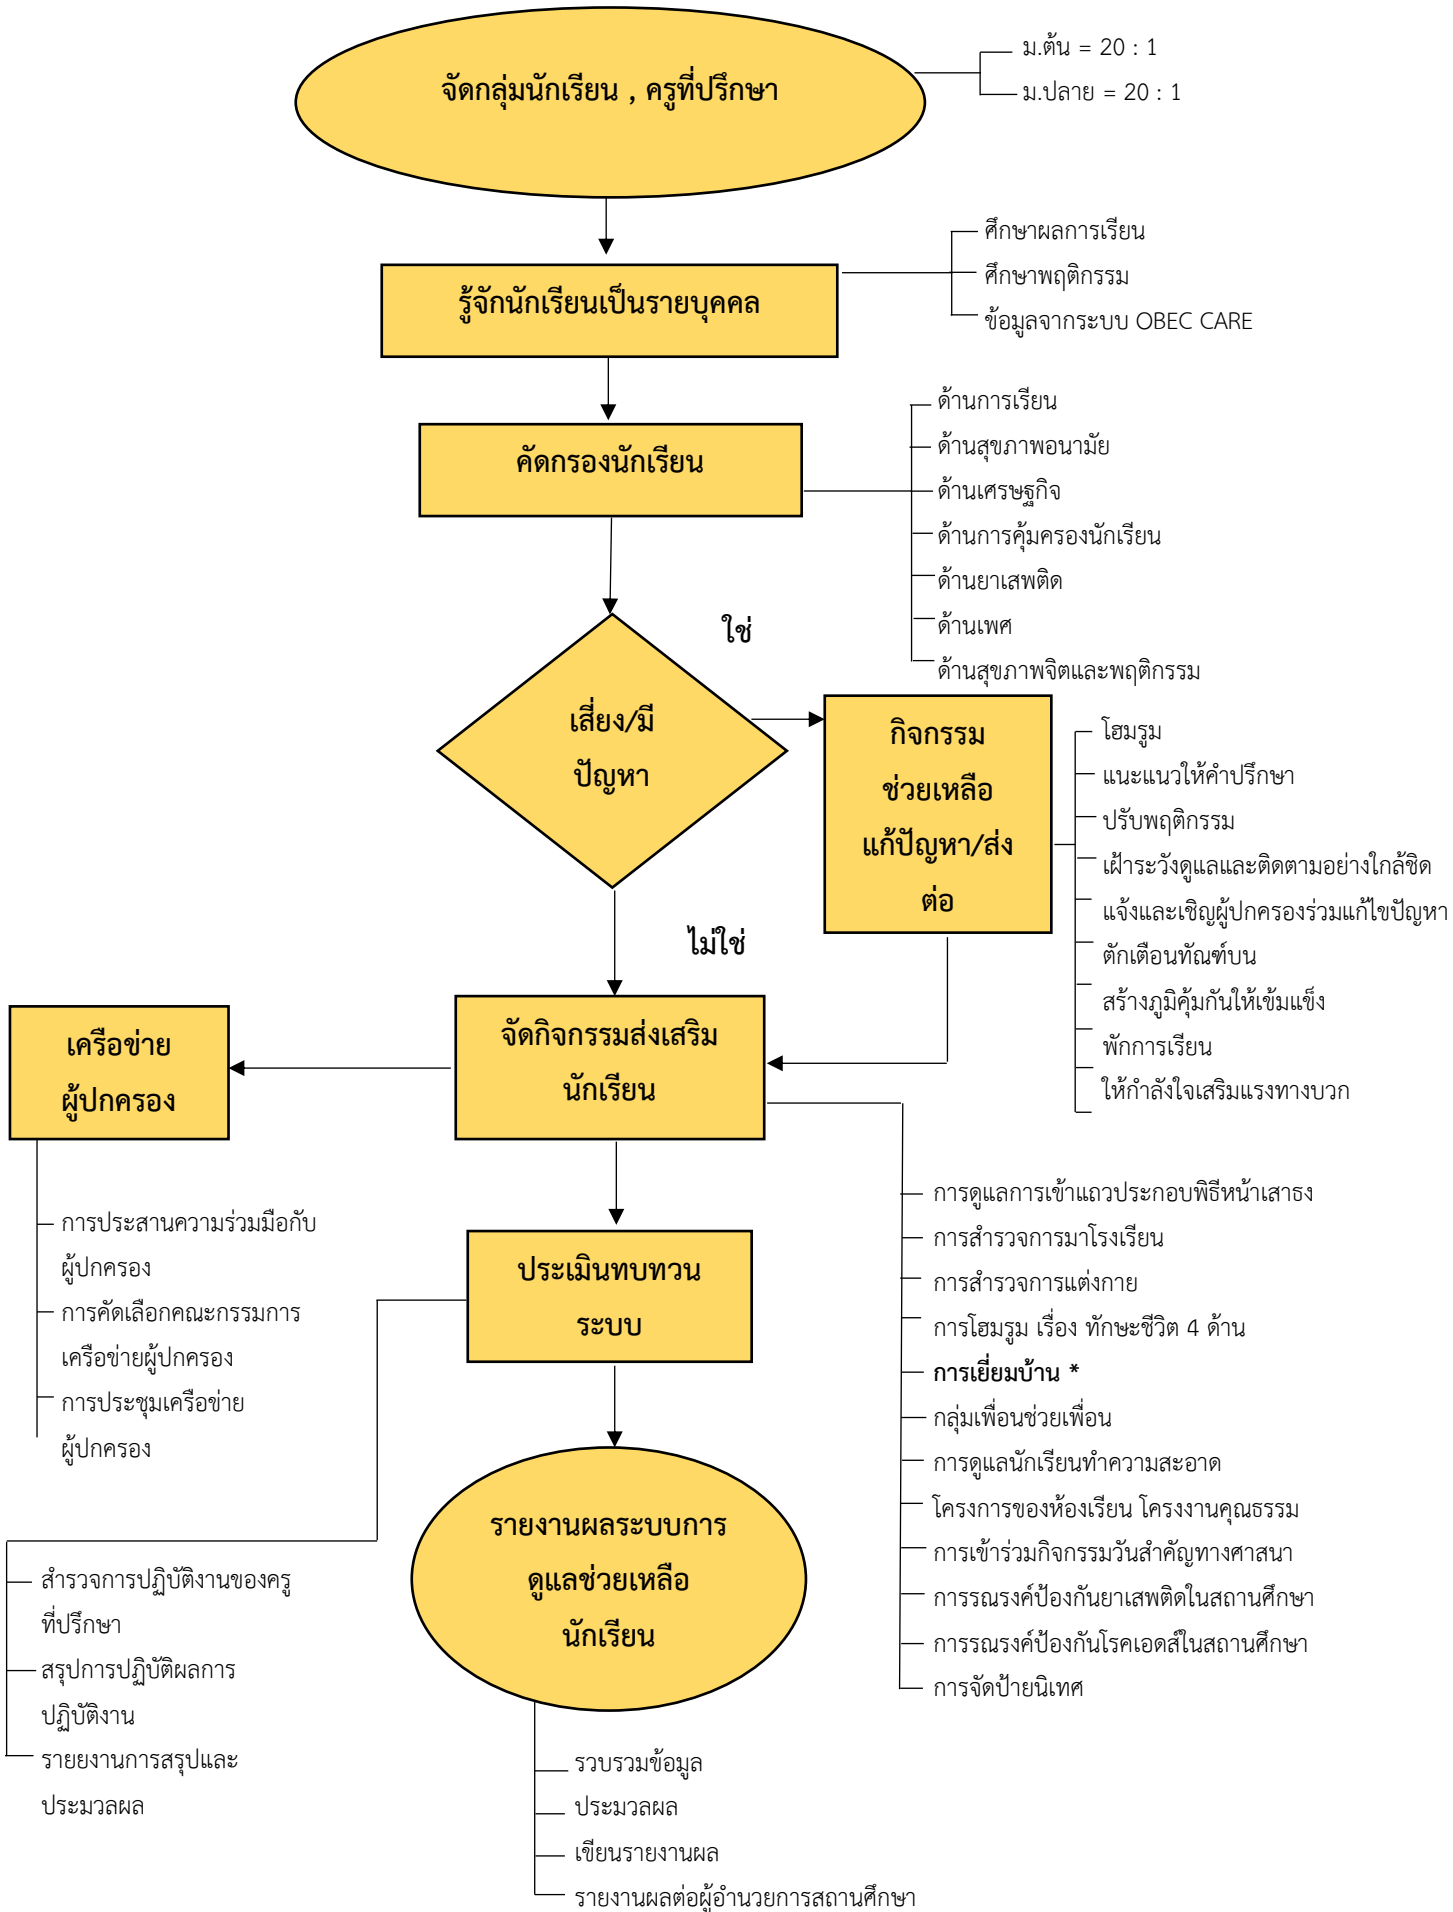 จัดกลุ่มนักเรียน , ครูที่ปรึกษา
ม.ต้น = 20 : 1
ม.ปลาย = 20 : 1
รู้จักนักเรียนเป็นรายบุคคล
ศึกษาผลการเรียน
ศึกษาพฤติกรรม
ข้อมูลจากระบบ OBEC CARE
คัดกรองนักเรียน
ด้านการเรียน
ด้านสุขภาพอนามัย
ด้านเศรษฐกิจ
ด้านการคุ้มครองนักเรียน
ด้านยาเสพติด
ด้านเพศ
ด้านสุขภาพจิตและพฤติกรรม
ใช่
เสี่ยง/มี
ปัญหา
กิจกรรม
ช่วยเหลือ
แก้ปัญหา/ส่ง
ต่อ
โฮมรูม
แนะแนวให้คำปรึกษา
ปรับพฤติกรรม
เฝ้าระวังดูแลและติดตามอย่างใกล้ชิด
แจ้งและเชิญผู้ปกครองร่วมแก้ไขปัญหา
ตักเตือนทัณฑ์บน
สร้างภูมิคุ้มกันให้เข้มแข็ง
พักการเรียน
ให้กำลังใจเสริมแรงทางบวก
ไม่ใช่
จัดกิจกรรมส่งเสริม
นักเรียน
เครือข่าย
ผู้ปกครอง
การประสานความร่วมมือกับ
ผู้ปกครอง
การคัดเลือกคณะกรรมการ
เครือข่ายผู้ปกครอง
การประชุมเครือข่าย
ผู้ปกครอง
การดูแลการเข้าแถวประกอบพิธีหน้าเสาธง
การสำรวจการมาโรงเรียน
การสำรวจการแต่งกาย
การโฮมรูม เรื่อง ทักษะชีวิต 4 ด้าน
การเยี่ยมบ้าน *
กลุ่มเพื่อนช่วยเพื่อน
การดูแลนักเรียนทำความสะอาด
โครงการของห้องเรียน โครงงานคุณธรรม
การเข้าร่วมกิจกรรมวันสำคัญทางศาสนา
การรณรงค์ป้องกันยาเสพติดในสถานศึกษา
การรณรงค์ป้องกันโรคเอดส์ในสถานศึกษา
การจัดป้ายนิเทศ
ประเมินทบทวน
ระบบ
สำรวจการปฏิบัติงานของครู
ที่ปรึกษา
สรุปการปฏิบัติผลการ
ปฏิบัติงาน
รายยงานการสรุปและ
ประมวลผล
รายงานผลระบบการ
ดูแลช่วยเหลือ
นักเรียน
รวบรวมข้อมูล
ประมวลผล
เขียนรายงานผล
รายงานผลต่อผู้อำนวยการสถานศึกษา